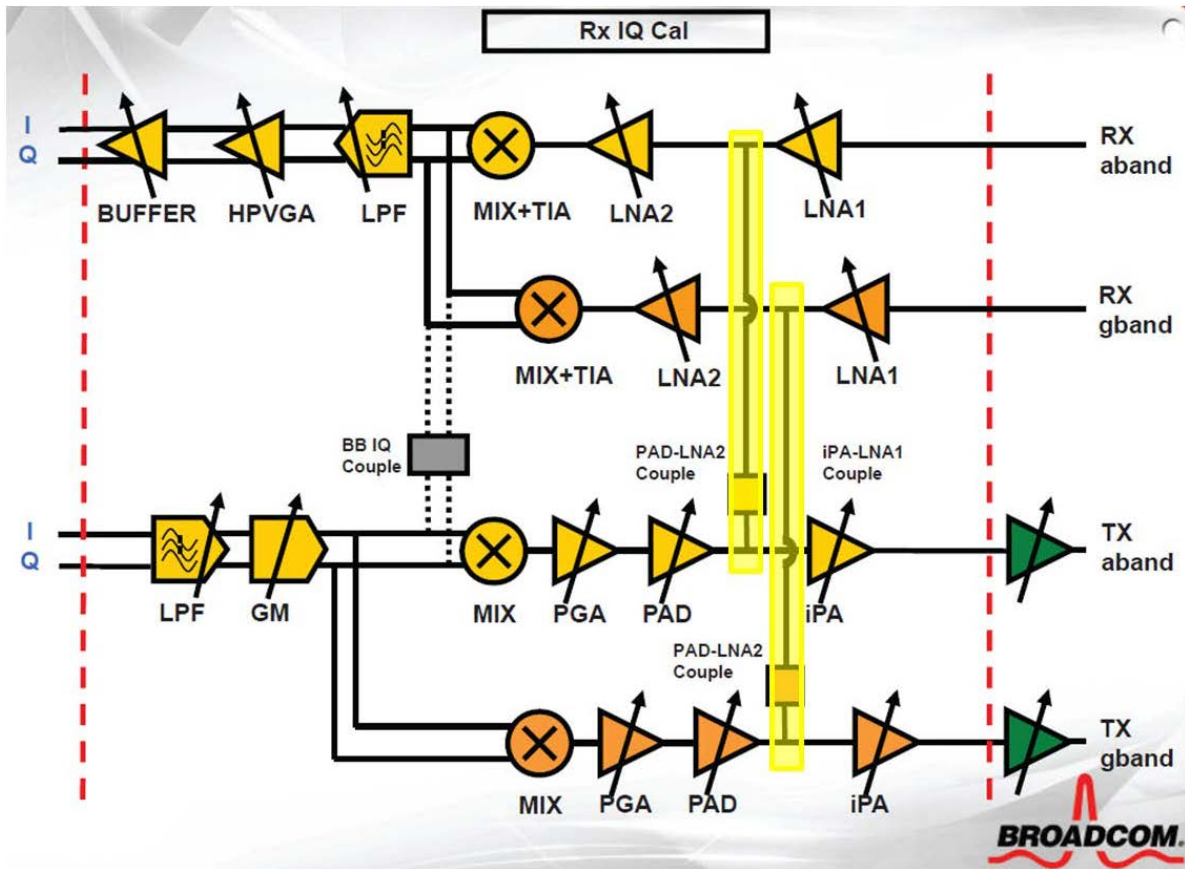 Rx IQ Cal
I
Q
BUFFER
HPVGA
LPF
MIX+TIA
LNA2
LNA1
RX
aband
MIX+TIA
LNA2
LNA1
RX
gband
BB IQ
Couple
PAD-LNA2
Couple
iPA-LNA1
Couple
I
Q
LPF
GM
MIX
PGA
PAD
iPA
TX
aband
PAD-LNA2
Couple
MIX
PGA
PAD
iPA
TX
gband
BROADCOM.